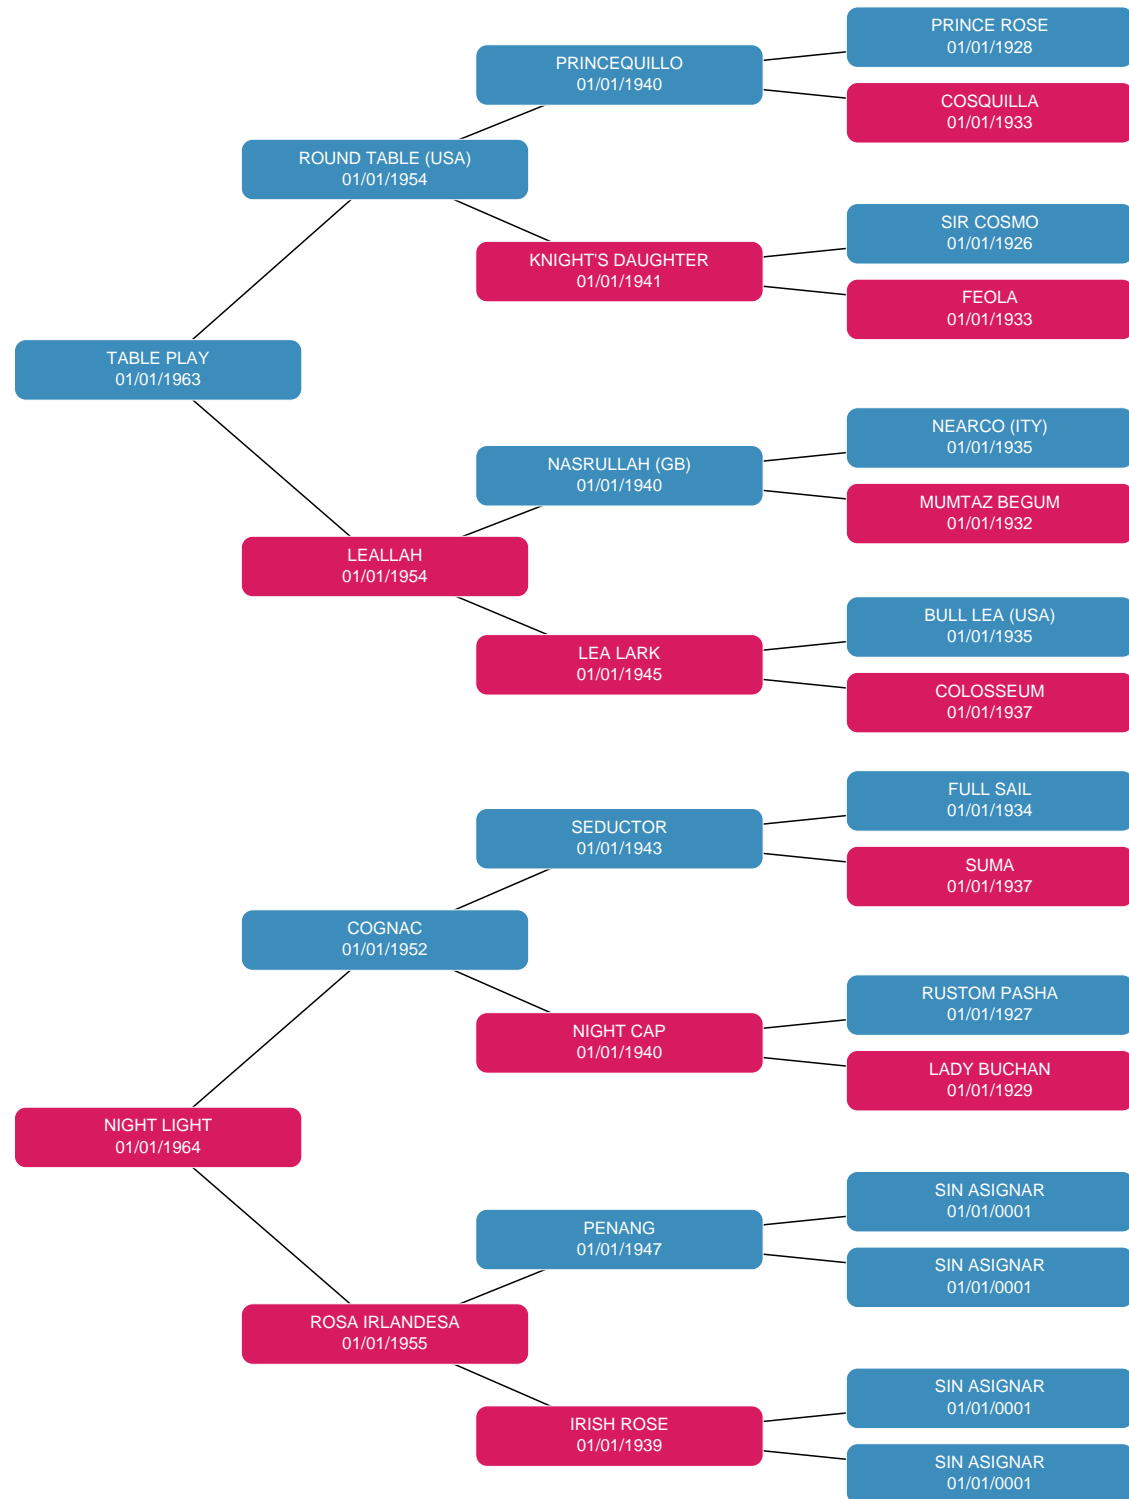 PRINCE ROSE
01/01/1928
PRINCEQUILLO
01/01/1940
COSQUILLA
01/01/1933
ROUND TABLE (USA)
01/01/1954
SIR COSMO
01/01/1926
KNIGHT'S DAUGHTER
01/01/1941
FEOLA
01/01/1933
TABLE PLAY
01/01/1963
NEARCO (ITY)
01/01/1935
NASRULLAH (GB)
01/01/1940
MUMTAZ BEGUM
01/01/1932
LEALLAH
01/01/1954
BULL LEA (USA)
01/01/1935
LEA LARK
01/01/1945
COLOSSEUM
01/01/1937
FULL SAIL
01/01/1934
SEDUCTOR
01/01/1943
SUMA
01/01/1937
COGNAC
01/01/1952
RUSTOM PASHA
01/01/1927
NIGHT CAP
01/01/1940
LADY BUCHAN
01/01/1929
NIGHT LIGHT
01/01/1964
SIN ASIGNAR
01/01/0001
PENANG
01/01/1947
SIN ASIGNAR
01/01/0001
ROSA IRLANDESA
01/01/1955
SIN ASIGNAR
01/01/0001
IRISH ROSE
01/01/1939
SIN ASIGNAR
01/01/0001